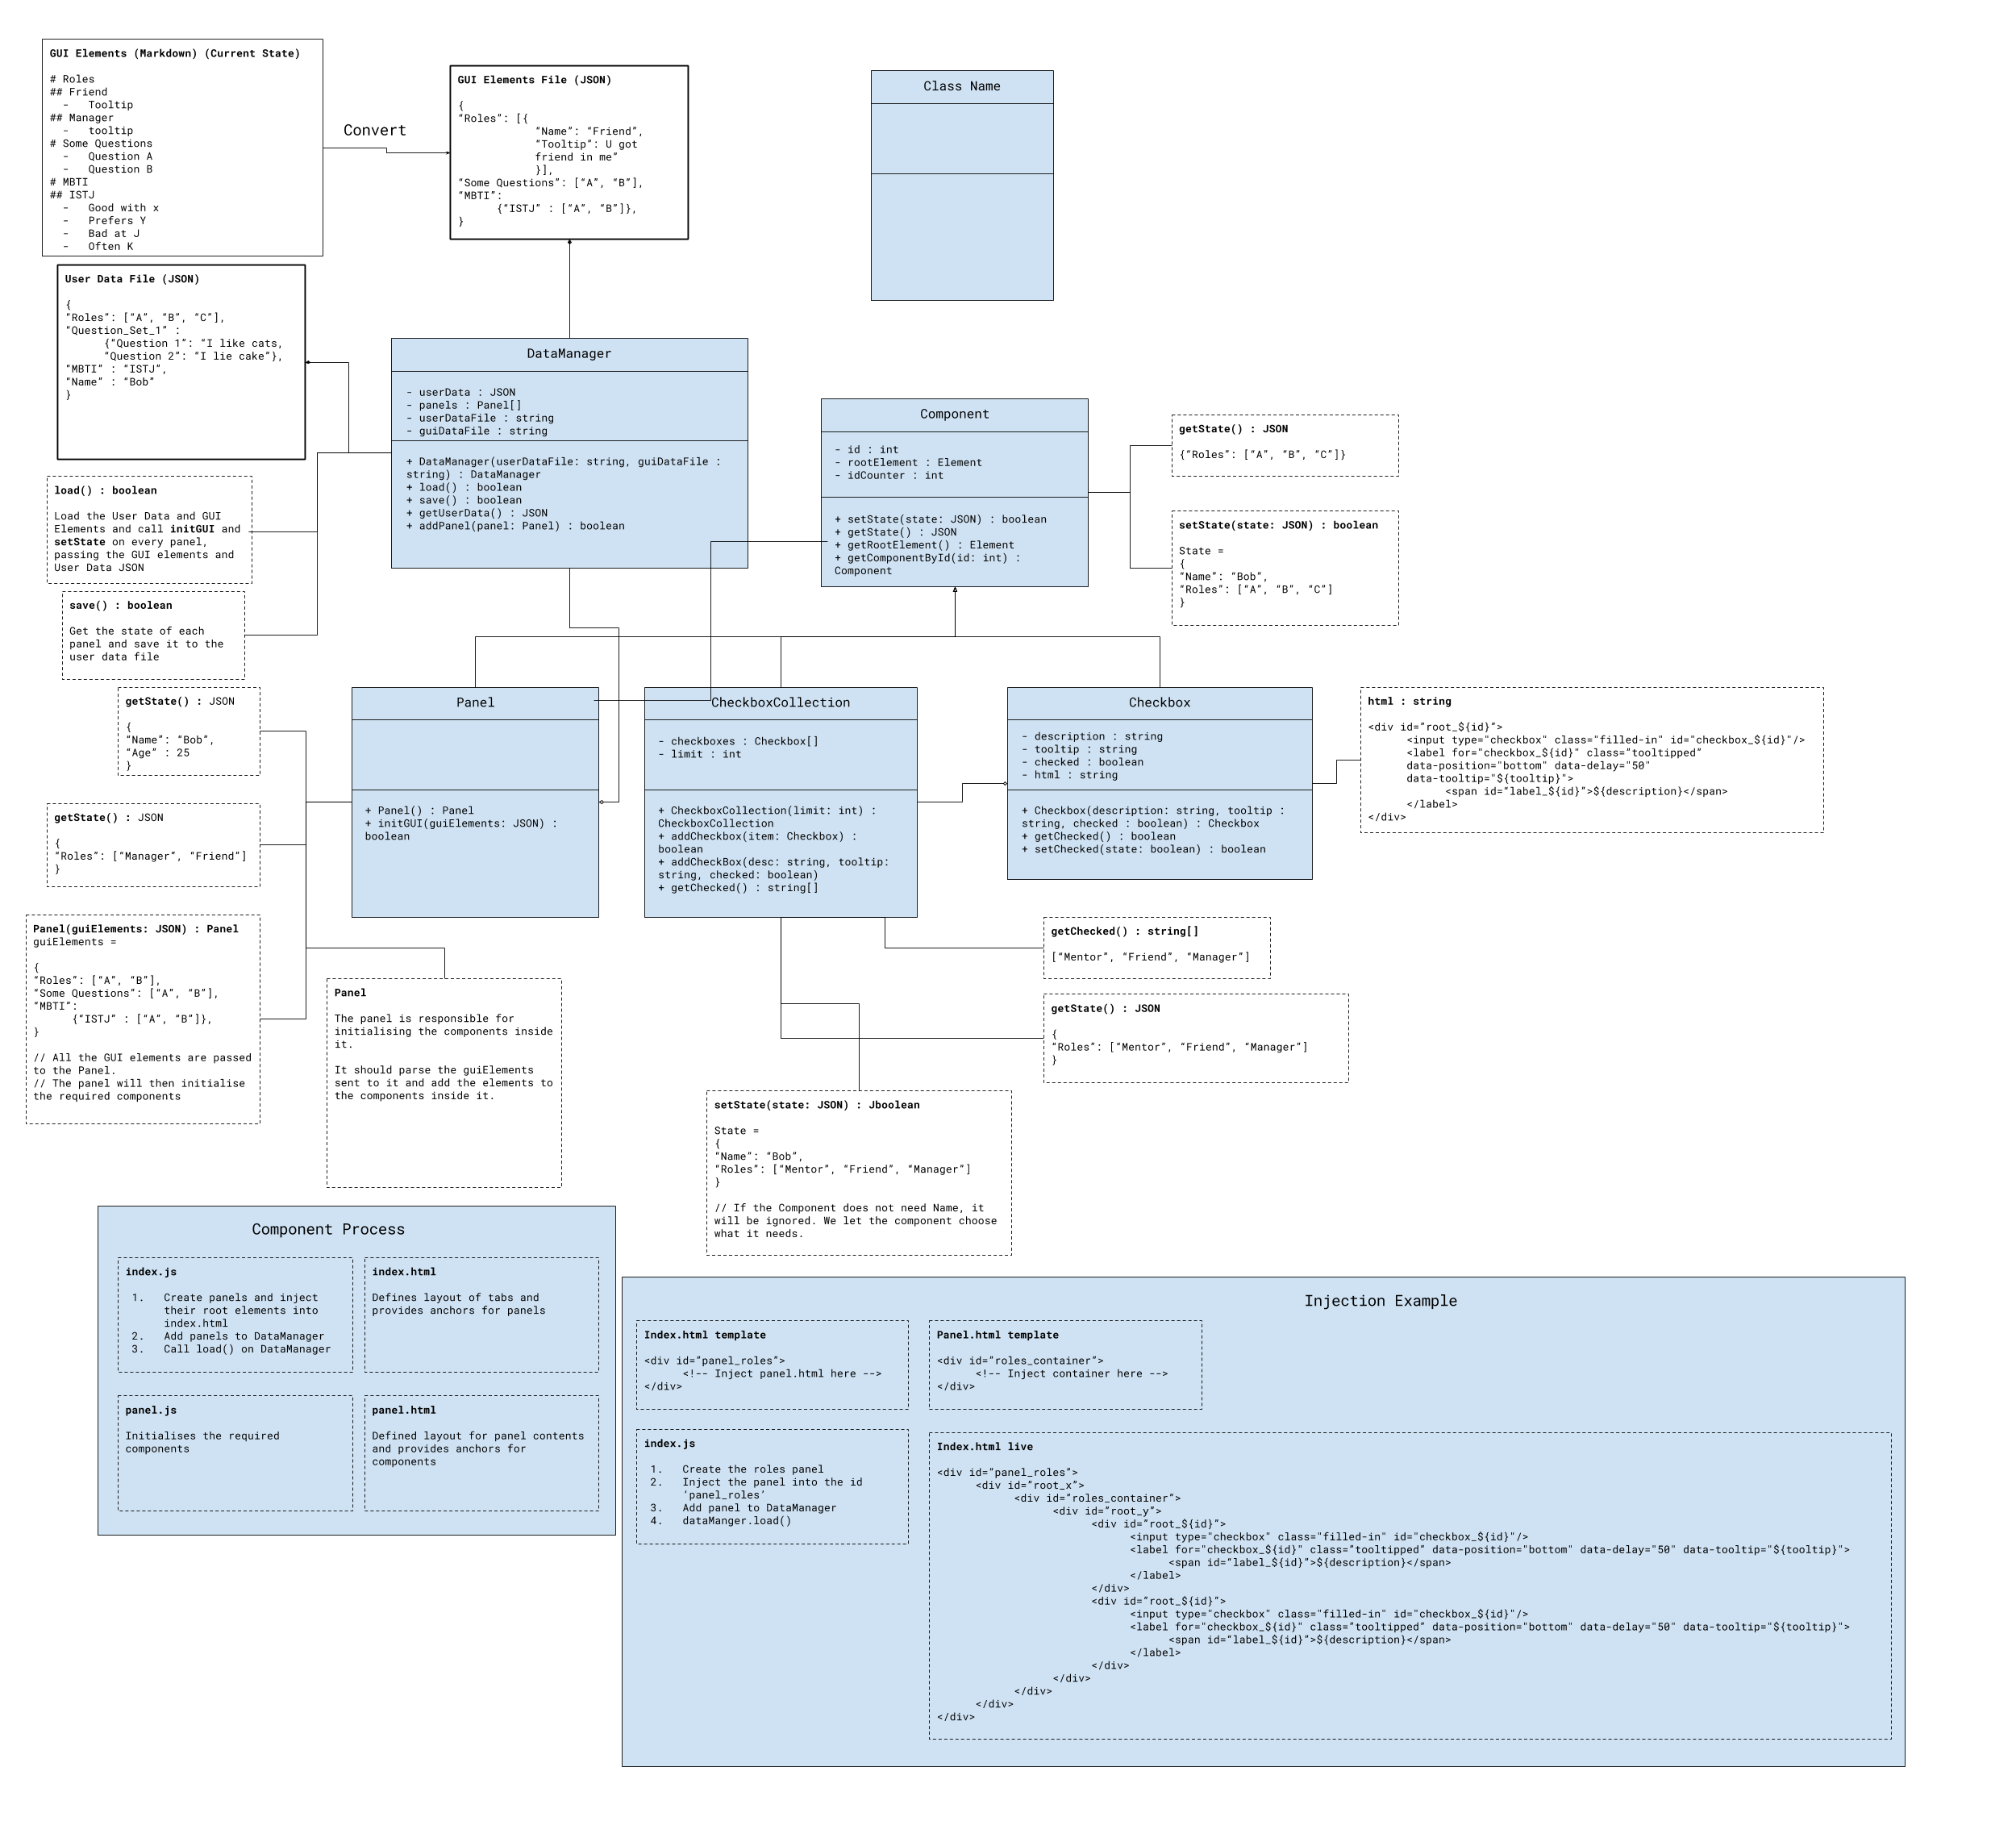 GUI Elements (Markdown) (Current State)
# Roles
## Friend
- Tooltip
## Manager
- tooltip
# Some Questions
- Question A
- Question B
# MBTI
## ISTJ
- Good with x
- Prefers Y
- Bad at J
- Often K
Convert
GUI Elements File (JSON)
{
“Roles”: [{
“Name”: “Friend”,
“Tooltip”: U got
friend in me”
}],
“Some Questions”: [“A”, “B”],
“MBTI”:
{“ISTJ” : [“A”, “B”]},
}
Class Name
User Data File (JSON)
{
“Roles”: [“A”, “B”, “C”],
“Question_Set_1” :
{“Question 1”: “I like cats,
“Question 2”: “I lie cake”},
“MBTI” : “ISTJ”,
“Name” : “Bob”
}
DataManager
- userData : JSON
- panels : Panel[]
- userDataFile : string
- guiDataFile : string
+ DataManager(userDataFile: string, guiDataFile :
string) : DataManager
+ load() : boolean
+ save() : boolean
+ getUserData() : JSON
+ addPanel(panel: Panel) : boolean
Component
- id : int
- rootElement : Element
- idCounter : int
+ setState(state: JSON) : boolean
+ getState() : JSON
+ getRootElement() : Element
+ getComponentById(id: int) :
Component
getState() : JSON
{“Roles”: [“A”, “B”, “C”]}
setState(state: JSON) : boolean
State =
{
“Name”: “Bob”,
“Roles”: [“A”, “B”, “C”]
}
load() : boolean
Load the User Data and GUI
Elements and call initGUI and
setState on every panel,
passing the GUI elements and
User Data JSON
save() : boolean
Get the state of each
panel and save it to the
user data file
getState() : JSON
{
“Name”: “Bob”,
“Age” : 25
}
getState() : JSON
{
“Roles”: [“Manager”, “Friend”]
}
Panel(guiElements: JSON) : Panel
guiElements =
{
“Roles”: [“A”, “B”],
“Some Questions”: [“A”, “B”],
“MBTI”:
{“ISTJ” : [“A”, “B”]},
}
// All the GUI elements are passed
to the Panel.
// The panel will then initialise
the required components
Panel
+ Panel() : Panel
+ initGUI(guiElements: JSON) :
boolean
Panel
The panel is responsible for
initialising the components inside
it.
It should parse the guiElements
sent to it and add the elements to
the components inside it.
CheckboxCollection
- checkboxes : Checkbox[]
- limit : int
+ CheckboxCollection(limit: int) :
CheckboxCollection
+ addCheckbox(item: Checkbox) :
boolean
+ addCheckBox(desc: string, tooltip:
string, checked: boolean)
+ getChecked() : string[]
Checkbox
- description : string
- tooltip : string
- checked : boolean
- html : string
+ Checkbox(description: string, tooltip :
string, checked : boolean) : Checkbox
+ getChecked() : boolean
+ setChecked(state: boolean) : boolean
html : string
<div id=”root_${id}”>
<input type="checkbox" class="filled-in" id="checkbox_${id}"/>
<label for="checkbox_${id}" class=”tooltipped”
data-position="bottom" data-delay="50"
data-tooltip="${tooltip}">
<span id=”label_${id}”>${description}</span>
</label>
</div>
getChecked() : string[]
[“Mentor”, “Friend”, “Manager”]
getState() : JSON
{
“Roles”: [“Mentor”, “Friend”, “Manager”]
}
setState(state: JSON) : Jboolean
State =
{
“Name”: “Bob”,
“Roles”: [“Mentor”, “Friend”, “Manager”]
}
// If the Component does not need Name, it
will be ignored. We let the component choose
what it needs.
Component Process
index.js
1. Create panels and inject
their root elements into
index.html
2. Add panels to DataManager
3. Call load() on DataManager
index.html
Defines layout of tabs and
provides anchors for panels
panel.js
Initialises the required
components
panel.html
Defined layout for panel contents
and provides anchors for
components
Injection Example
Index.html template
<div id=”panel_roles”>
<!-- Inject panel.html here -->
</div>
Panel.html template
<div id=”roles_container”>
<!-- Inject container here -->
</div>
index.js
1. Create the roles panel
2. Inject the panel into the id
‘panel_roles’
3. Add panel to DataManager
4. dataManger.load()
Index.html live
<div id=”panel_roles”>
<div id=”root_x”>
<div id=”roles_container”>
<div id=”root_y”>
<div id=”root_${id}”>
<input type="checkbox" class="filled-in" id="checkbox_${id}"/>
<label for="checkbox_${id}" class=”tooltipped” data-position="bottom" data-delay="50" data-tooltip="${tooltip}">
<span id=”label_${id}”>${description}</span>
</label>
</div>
<div id=”root_${id}”>
<input type="checkbox" class="filled-in" id="checkbox_${id}"/>
<label for="checkbox_${id}" class=”tooltipped” data-position="bottom" data-delay="50" data-tooltip="${tooltip}">
<span id=”label_${id}”>${description}</span>
</label>
</div>
</div>
</div>
</div>
</div>